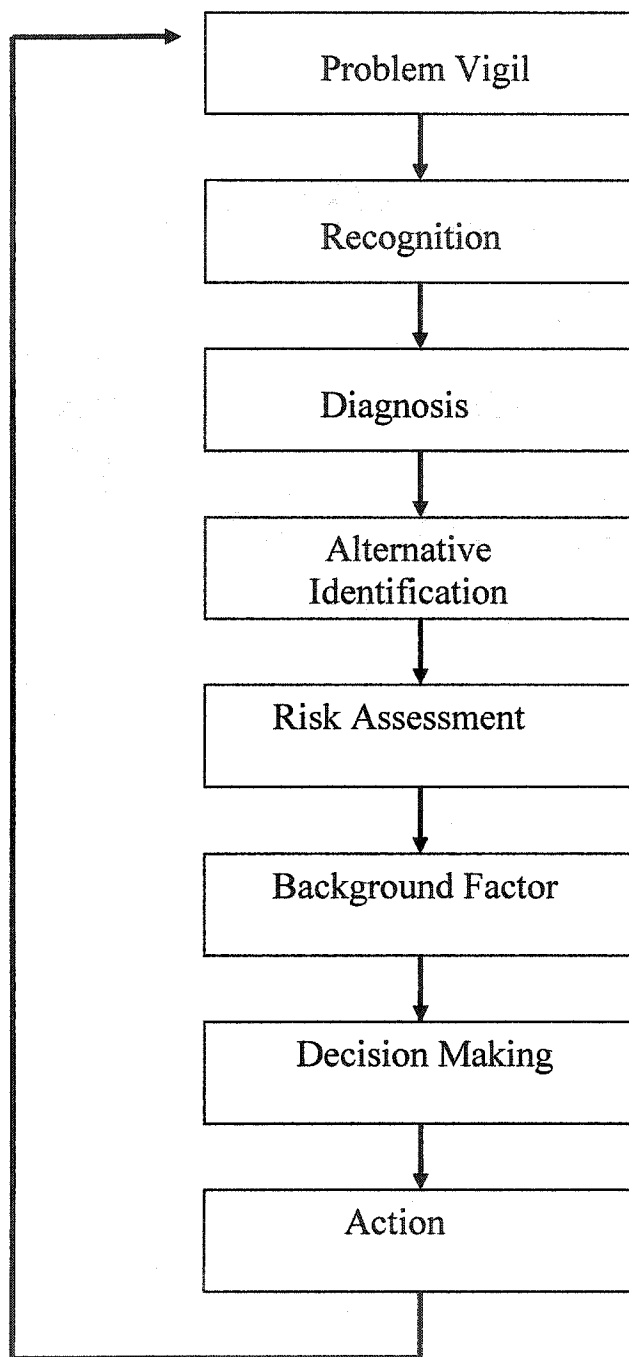 Problem Vigil
Recognition
Diagnosis
Alternative
Identification
Risk Assessment
Background Factor
Decision Making
Action